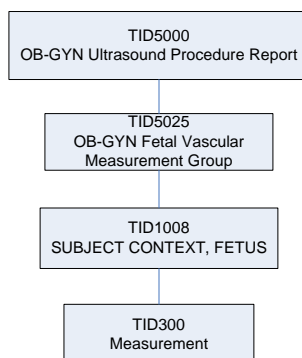 TID5000
OB-GYN Ultrasound Procedure Report
TID5025
OB-GYN Fetal Vascular
Measurement Group
TID1008
SUBJECT CONTEXT, FETUS
TID300
Measurement